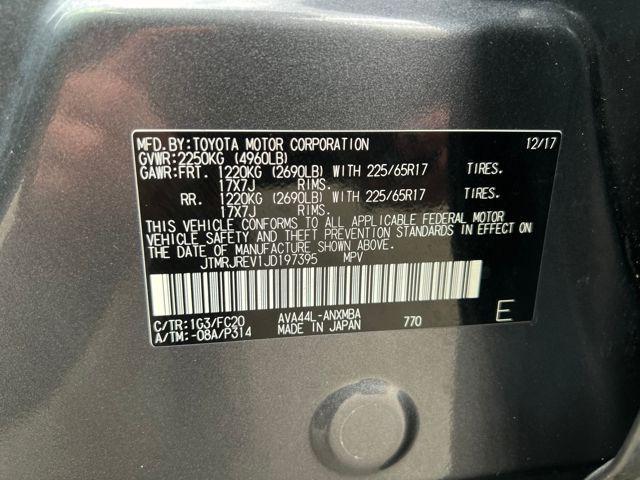 MFD.BY:TOYOTA MOTOR CORPORATION 12/17
GVWR:2250KG (4960LB)
GAWR:FRT. 1220KG (2690LB) WITH 225/65R17 TIRES.
17X7J RIMS.
RR. 1220KG (2690LB) WITH 225/65R17 TIRES.
17X7J RIMS.
THIS VEHICLE CONFORMS TO ALL APPLICABLE FEDERAL MOTOR
VEHICLE SAFETY AND THEFT PREVENTION STANDARDS IN EFFECT ON
THE DATE OF MANUFACTURE SHOWN ABOVE.
JTMRJREV1JD197395 MPV
C/TR:1G3/FC20 AVA44L-ANXMBA
A/TM:-08A/P314 MADE IN JAPAN 770 E